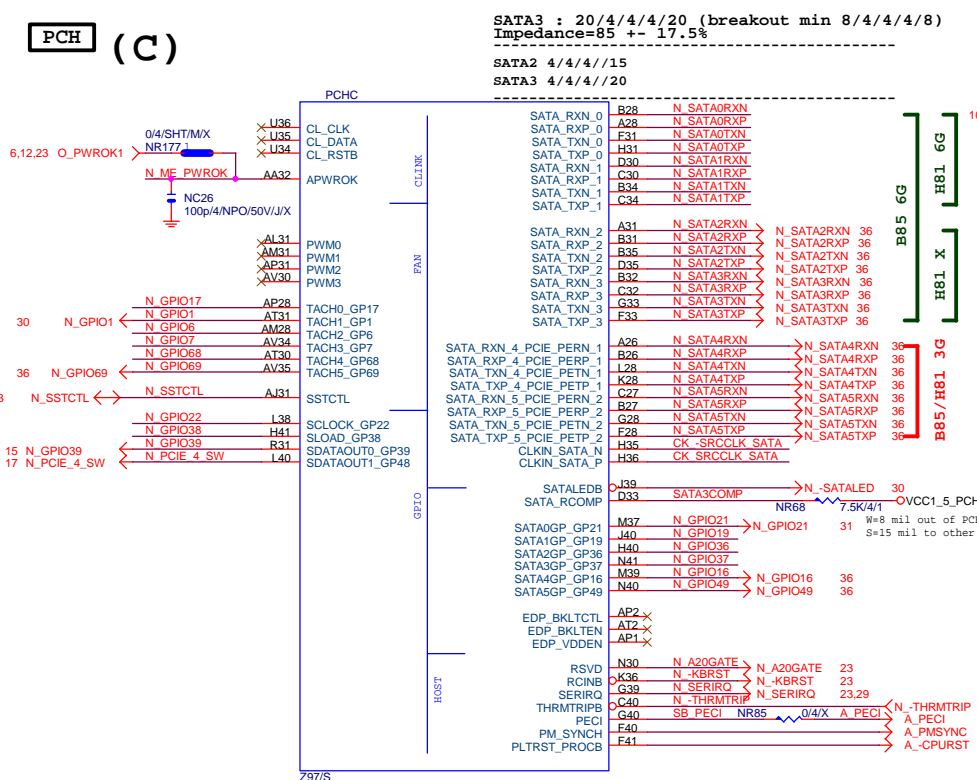 PCH (C)
SATA3 : 20/4/4/4/20 (breakout min 8/4/4/4/8)
Impedance=85 +- 17.5%
SATA2 4/4/4//15
SATA3 4/4/4//20
PCHC
U36 CL_CLK
U35 CL_DATA
U34 CL_RSTB
0/4/SHT/M/X
NR177
6,12,23 O_PWROK1
N_ME_PWROK AA32 APWROK
NC26
100p/4/NPO/50V/J/X
CLINK
AL31 PWM0
AM31 PWM1
AP31 PWM2
AV30 PWM3
FAN
N_GPIO17 AP28 TACH0_GP17
30 N_GPIO1 N_GPIO1 AT31 TACH1_GP1
N_GPIO6 AM28 TACH2_GP6
N_GPIO7 AV34 TACH3_GP7
N_GPIO68 AT30 TACH4_GP68
36 N_GPIO69 N_GPIO69 AV35 TACH5_GP69
N_SSTCTL N_SSTCTL AJ31 SSTCTL
N_GPIO22 L38 SCLOCK_GP22
N_GPIO38 H41 SLOAD_GP38
15 N_GPIO39 N_GPIO39 R31 SDATAOUT0_GP39
17 N_PCIE_4_SW N_PCIE_4_SW L40 SDATAOUT1_GP48
GPIO
HOST
SATA_RXN_0 B28 N_SATA0RXN
SATA_RXP_0 A28 N_SATA0RXP
SATA_TXN_0 F31 N_SATA0TXN
SATA_TXP_0 H31 N_SATA0TXP
SATA_RXN_1 D30 N_SATA1RXN
SATA_RXP_1 C30 N_SATA1RXP
SATA_TXN_1 B34 N_SATA1TXN
SATA_TXP_1 C34 N_SATA1TXP
SATA_RXN_2 A31 N_SATA2RXN N_SATA2RXN 36
SATA_RXP_2 B31 N_SATA2RXP N_SATA2RXP 36
SATA_TXN_2 B35 N_SATA2TXN N_SATA2TXN 36
SATA_TXP_2 D35 N_SATA2TXP N_SATA2TXP 36
SATA_RXN_3 B32 N_SATA3RXN N_SATA3RXN 36
SATA_RXP_3 C32 N_SATA3RXP N_SATA3RXP 36
SATA_TXN_3 G33 N_SATA3TXN N_SATA3TXN 36
SATA_TXP_3 F33 N_SATA3TXP N_SATA3TXP 36
B85 6G
H81 6G
H81 X
SATA_RXN_4_PCIE_PERN_1 A26 N_SATA4RXN N_SATA4RXN 36
SATA_RXP_4_PCIE_PERP_1 B26 N_SATA4RXP N_SATA4RXP 36
SATA_TXN_4_PCIE_PETN_1 L28 N_SATA4TXN N_SATA4TXN 36
SATA_TXP_4_PCIE_PETP_1 K28 N_SATA4TXP N_SATA4TXP 36
SATA_RXN_5_PCIE_PERN_2 C27 N_SATA5RXN N_SATA5RXN 36
SATA_RXP_5_PCIE_PERP_2 B27 N_SATA5RXP N_SATA5RXP 36
SATA_TXN_5_PCIE_PETN_2 G28 N_SATA5TXN N_SATA5TXN 36
SATA_TXP_5_PCIE_PETP_2 F28 N_SATA5TXP N_SATA5TXP 36
B85/H81 3G
CLKIN_SATA_N H35 CK_-SRCCLK_SATA
CLKIN_SATA_P H36 CK_SRCCLK_SATA
SATALEDB J39 N_-SATALED 30
SATA_RCOMP D33 SATA3COMP NR68 7.5K/4/1 VCC1_5_PCH
W=8 mil out of PCH
S=15 mil to other
SATA0GP_GP21 M37 N_GPIO21 N_GPIO21 31
SATA1GP_GP19 J40 N_GPIO19
SATA2GP_GP36 H40 N_GPIO36
SATA3GP_GP37 N41 N_GPIO37
SATA4GP_GP16 M39 N_GPIO16 N_GPIO16 36
SATA5GP_GP49 N40 N_GPIO49 N_GPIO49 36
EDP_BKLTCTL AP2
EDP_BKLTEN AT2
EDP_VDDEN AP1
RSVD N30 N_A20GATE N_A20GATE 23
RCINB K36 N_-KBRST N_-KBRST 23
SERIRQ G39 N_SERIRQ N_SERIRQ 23,29
THRMTRIPB C40 N_-THRMTRIP N_-THRMTRIP
PECI G40 SB_PECI NR85 0/4/X A_PECI A_PECI
PM_SYNCH F40 A_PMSYNC
PLTRST_PROCB F41 A_-CPURST
Z97/S